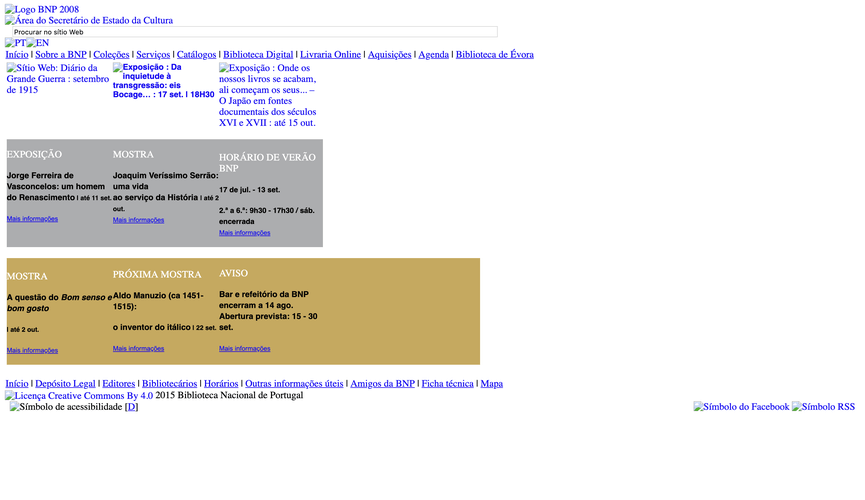 Logo BNP 2008
Área do Secretário de Estado da Cultura
Procurar no sítio Web
PT EN
Início | Sobre a BNP | Coleções | Serviços | Catálogos | Biblioteca Digital | Livraria Online | Aquisições | Agenda | Biblioteca de Évora
Sítio Web: Diário da
Grande Guerra : setembro
de 1915
Exposição : Da
inquietude à
transgressão: eis
Bocage… : 17 set. | 18H30
Exposição : Onde os
nossos livros se acabam,
ali começam os seus... –
O Japão em fontes
documentais dos séculos
XVI e XVII : até 15 out.
EXPOSIÇÃO
Jorge Ferreira de
Vasconcelos: um homem
do Renascimento | até 11 set.
Mais informações
MOSTRA
Joaquim Veríssimo Serrão:
uma vida
ao serviço da História | até 2
out.
Mais informações
HORÁRIO DE VERÃO
BNP
17 de jul. - 13 set.
2.ª a 6.ª: 9h30 - 17h30 / sáb.
encerrada
Mais informações
MOSTRA
A questão do Bom senso e
bom gosto
| até 2 out.
Mais informações
PRÓXIMA MOSTRA
Aldo Manuzio (ca 1451-
1515):
o inventor do itálico | 22 set.
Mais informações
AVISO
Bar e refeitório da BNP
encerram a 14 ago.
Abertura prevista: 15 - 30
set.
Mais informações
Início | Depósito Legal | Editores | Bibliotecários | Horários | Outras informações úteis | Amigos da BNP | Ficha técnica | Mapa
Licença Creative Commons By 4.0 2015 Biblioteca Nacional de Portugal
Símbolo de acessibilidade [D]
Símbolo do Facebook Símbolo RSS